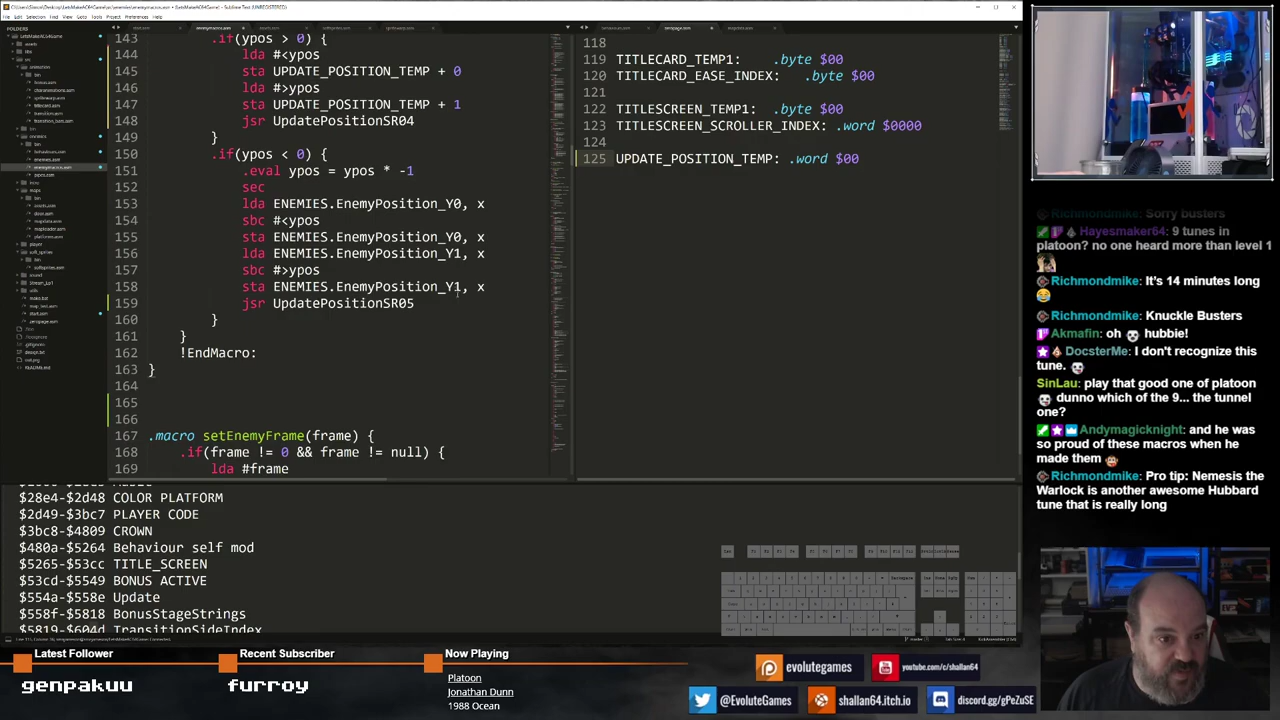 143 .if(ypos > 0) {
144 lda #<ypos
145 sta UPDATE_POSITION_TEMP + 0
146 lda #>ypos
147 sta UPDATE_POSITION_TEMP + 1
148 jsr UpdatePositionSR04
149 }
150 .if(ypos < 0) {
151 .eval ypos = ypos * -1
152 sec
153 lda ENEMIES.EnemyPosition_Y0, x
154 sbc #<ypos
155 sta ENEMIES.EnemyPosition_Y0, x
156 lda ENEMIES.EnemyPosition_Y1, x
157 sbc #>ypos
158 sta ENEMIES.EnemyPosition_Y1, x
159 jsr UpdatePositionSR05
160 }
161 }
162 !EndMacro:
163 }
164
165
166
167 .macro setEnemyFrame(frame) {
168 .if(frame != 0 && frame != null) {
169 lda #frame
118
119 TITLECARD_TEMP1: .byte $00
120 TITLECARD_EASE_INDEX: .byte $00
121
122 TITLESCREEN_TEMP1: .byte $00
123 TITLESCREEN_SCROLLER_INDEX: .word $0000
124
125 UPDATE_POSITION_TEMP: .word $00
$28e4-$2d48 COLOR PLATFORM
$2d49-$3bc7 PLAYER CODE
$3bc8-$4809 CROWN
$480a-$5264 Behaviour self mod
$5265-$53cc TITLE_SCREEN
$53cd-$5549 BONUS ACTIVE
$554a-$558e Update
$558f-$5818 BonusStageStrings
$5819-$604d TransitionSideIndex
Richmondmike: Sorry busters
Hayesmaker64: 9 tunes in
platoon? no one heard more than level 1
Richmondmike: It's 14 minutes long
Richmondmike: Knuckle Busters
Akmafin: oh hubbie!
DocsterMe: I don't recognize this
tune.
SinLau: play that good one of platoon
dunno which of the 9... the tunnel
one?
Andymagicknight: and he was
so proud of these macros when he
made them
Richmondmike: Pro tip: Nemesis the
Warlock is another awesome Hubbard
tune that is really long
Latest Follower
genpakuu
Recent Subscriber
furroy
Now Playing
Platoon
Jonathan Dunn
1988 Ocean
evolutegames
youtube.com/c/shallan64
@EvoluteGames
shallan64.itch.io
discord.gg/gPeZuSE